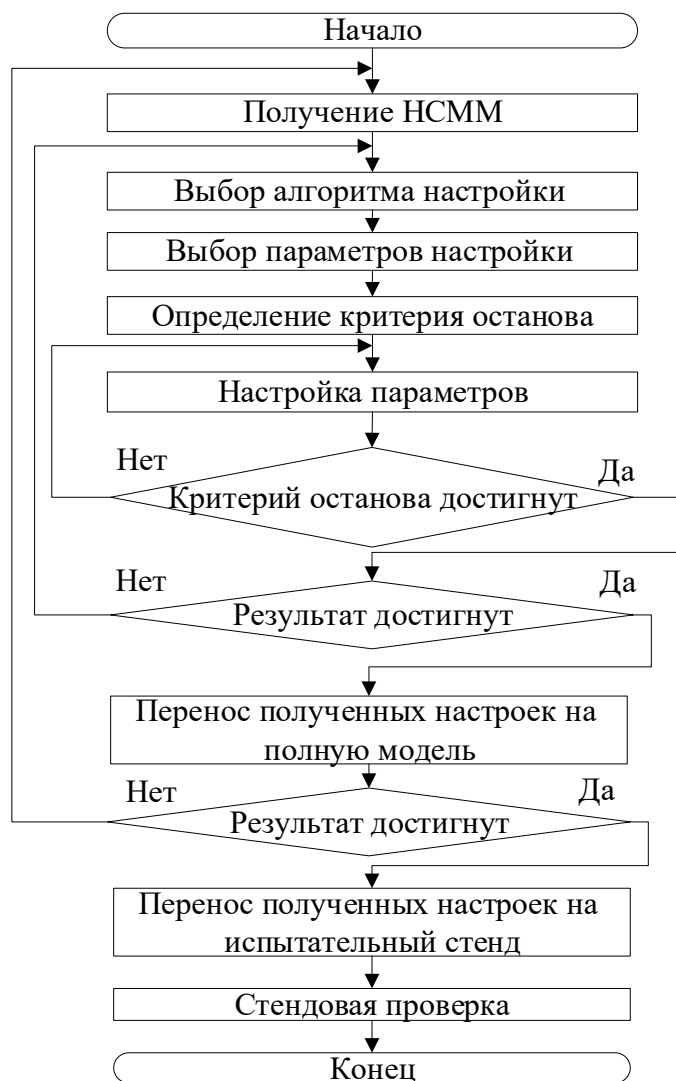 Начало
Получение НСММ
Выбор алгоритма настройки
Выбор параметров настройки
Определение критерия останова
Настройка параметров
Нет
Да
Критерий останова достигнут
Нет
Да
Результат достигнут
Перенос полученных настроек на
полную модель
Нет
Да
Результат достигнут
Перенос полученных настроек на
испытательный стенд
Стендовая проверка
Конец